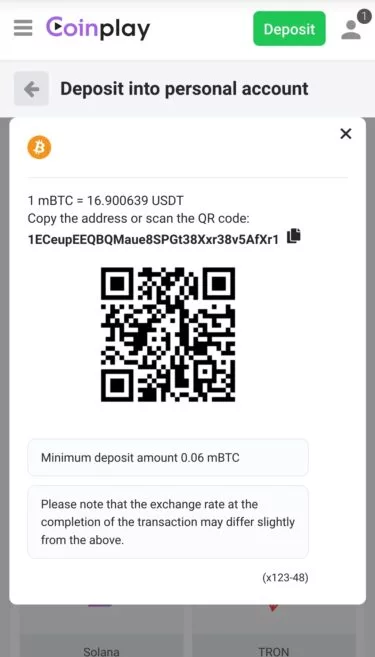 Coinplay
Deposit
1
Deposit into personal account
1 mBTC = 16.900639 USDT
Copy the address or scan the QR code:
1ECeupEEQBQMaue8SPGt38Xxr38v5AfXr1
Minimum deposit amount 0.06 mBTC
Please note that the exchange rate at the
completion of the transaction may differ slightly
from the above.
(x123-48)
Solana
TRON